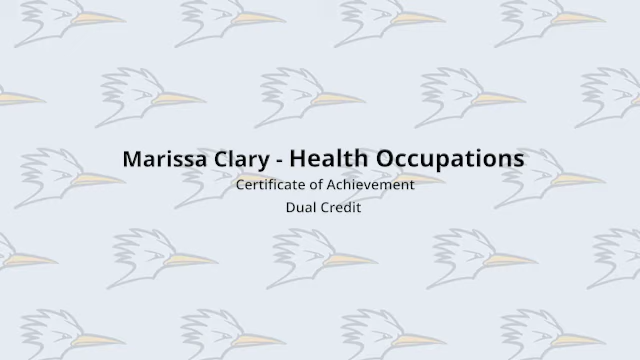 Marissa Clary - Health Occupations
Certificate of Achievement
Dual Credit